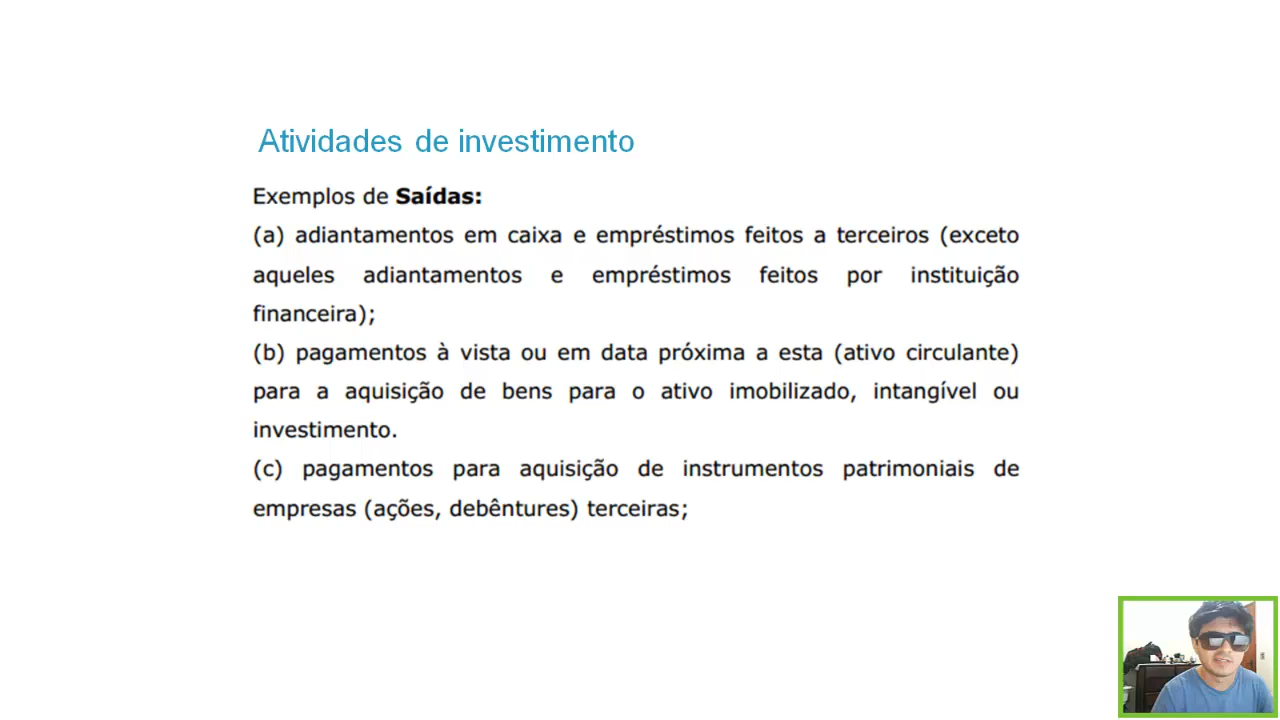 Atividades de investimento
Exemplos de Saídas:
(a) adiantamentos em caixa e empréstimos feitos a terceiros (exceto
aqueles adiantamentos e empréstimos feitos por instituição
financeira);
(b) pagamentos à vista ou em data próxima a esta (ativo circulante)
para a aquisição de bens para o ativo imobilizado, intangível ou
investimento.
(c) pagamentos para aquisição de instrumentos patrimoniais de
empresas (ações, debêntures) terceiras;